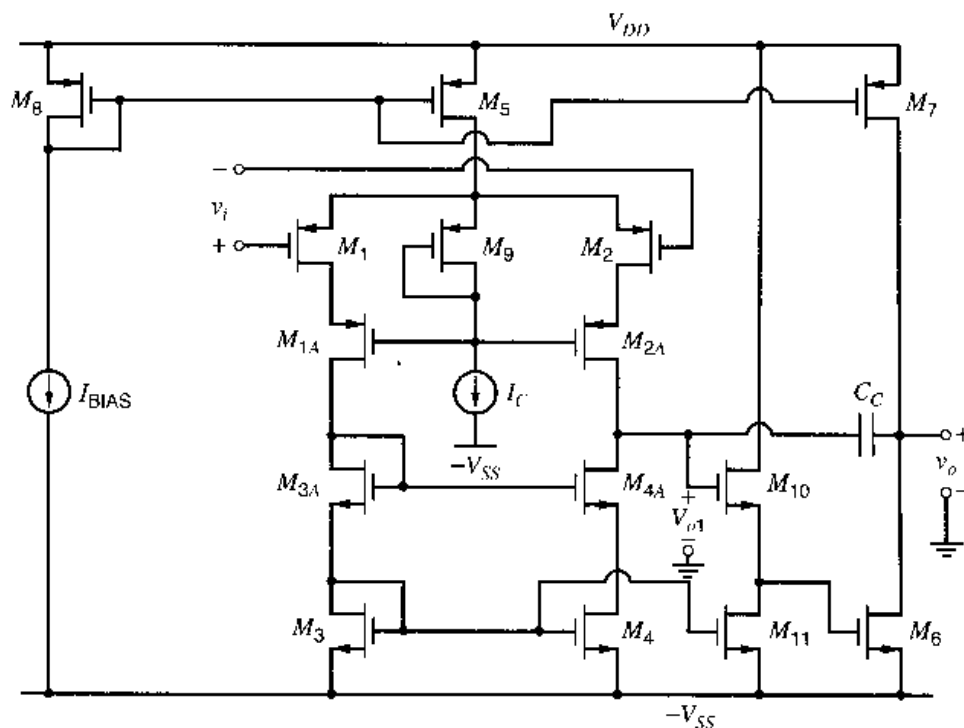 V_DD
M_8
M_5
M_7
−
v_i
+
M_1
M_9
M_2
M_1A
M_2A
I_BIAS
I_C
C_C
−V_SS
+
v_o
−
M_3A
M_4A
M_10
+
V_o1
−
M_3
M_4
M_11
M_6
−V_SS